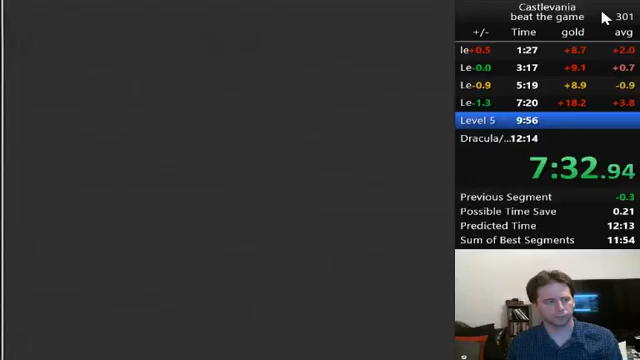 Castlevania
beat the game 301
+/- Time gold avg
le+0.5 1:27 +8.7 +2.0
Le-0.0 3:17 +9.1 +0.7
Le-0.9 5:19 +8.9 -0.9
Le-1.3 7:20 +18.2 +3.8
Level 5 9:56
Dracula/...12:14
7:32.94
Previous Segment -0.3
Possible Time Save 0.21
Predicted Time 12:13
Sum of Best Segments 11:54